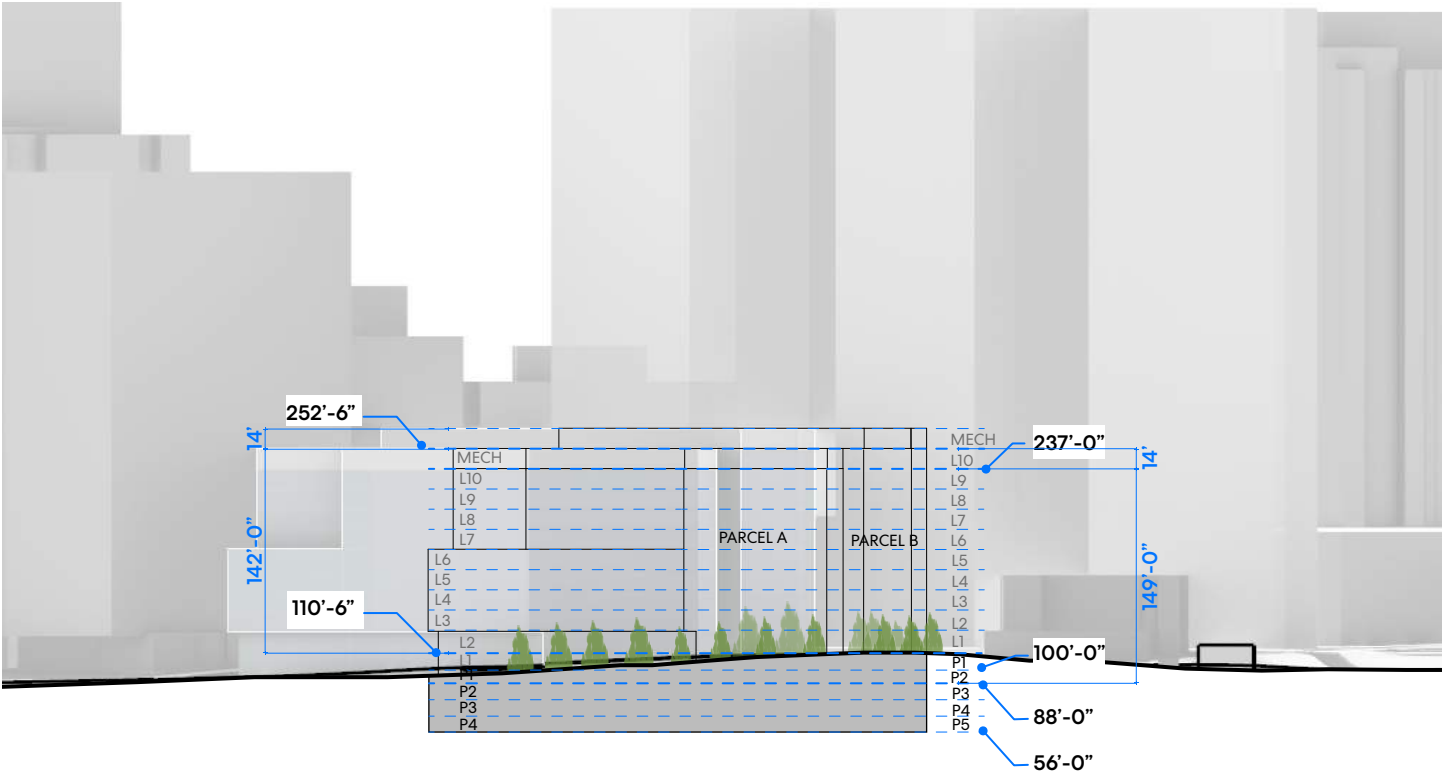 252’-6”
14’
MECH
237’-0”
MECH
L10
14’
L10
L9
L9
L8
L8
L7
L7
PARCEL A
PARCEL B
L6
L6
L5
142’-0”
L5
L4
149’-0”
L4
L3
110’-6”
L3
L2
L2
L1
L1
100’-0”
P1
P1
P2
P2
P3
P3
P4
88’-0”
P4
P5
56’-0”